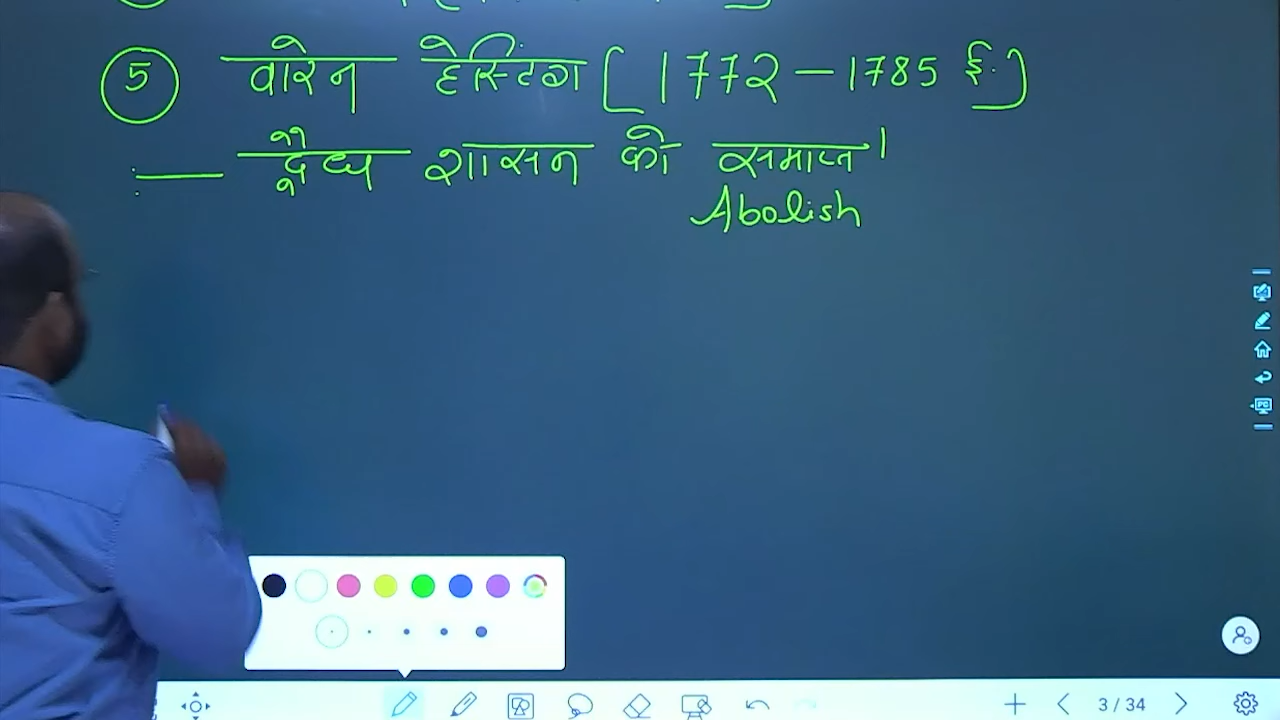 ⑤ वारेन हेस्टिंग [1772 – 1785 ई.]
— द्वैध शासन को समाप्त।
Abolish
3 / 34